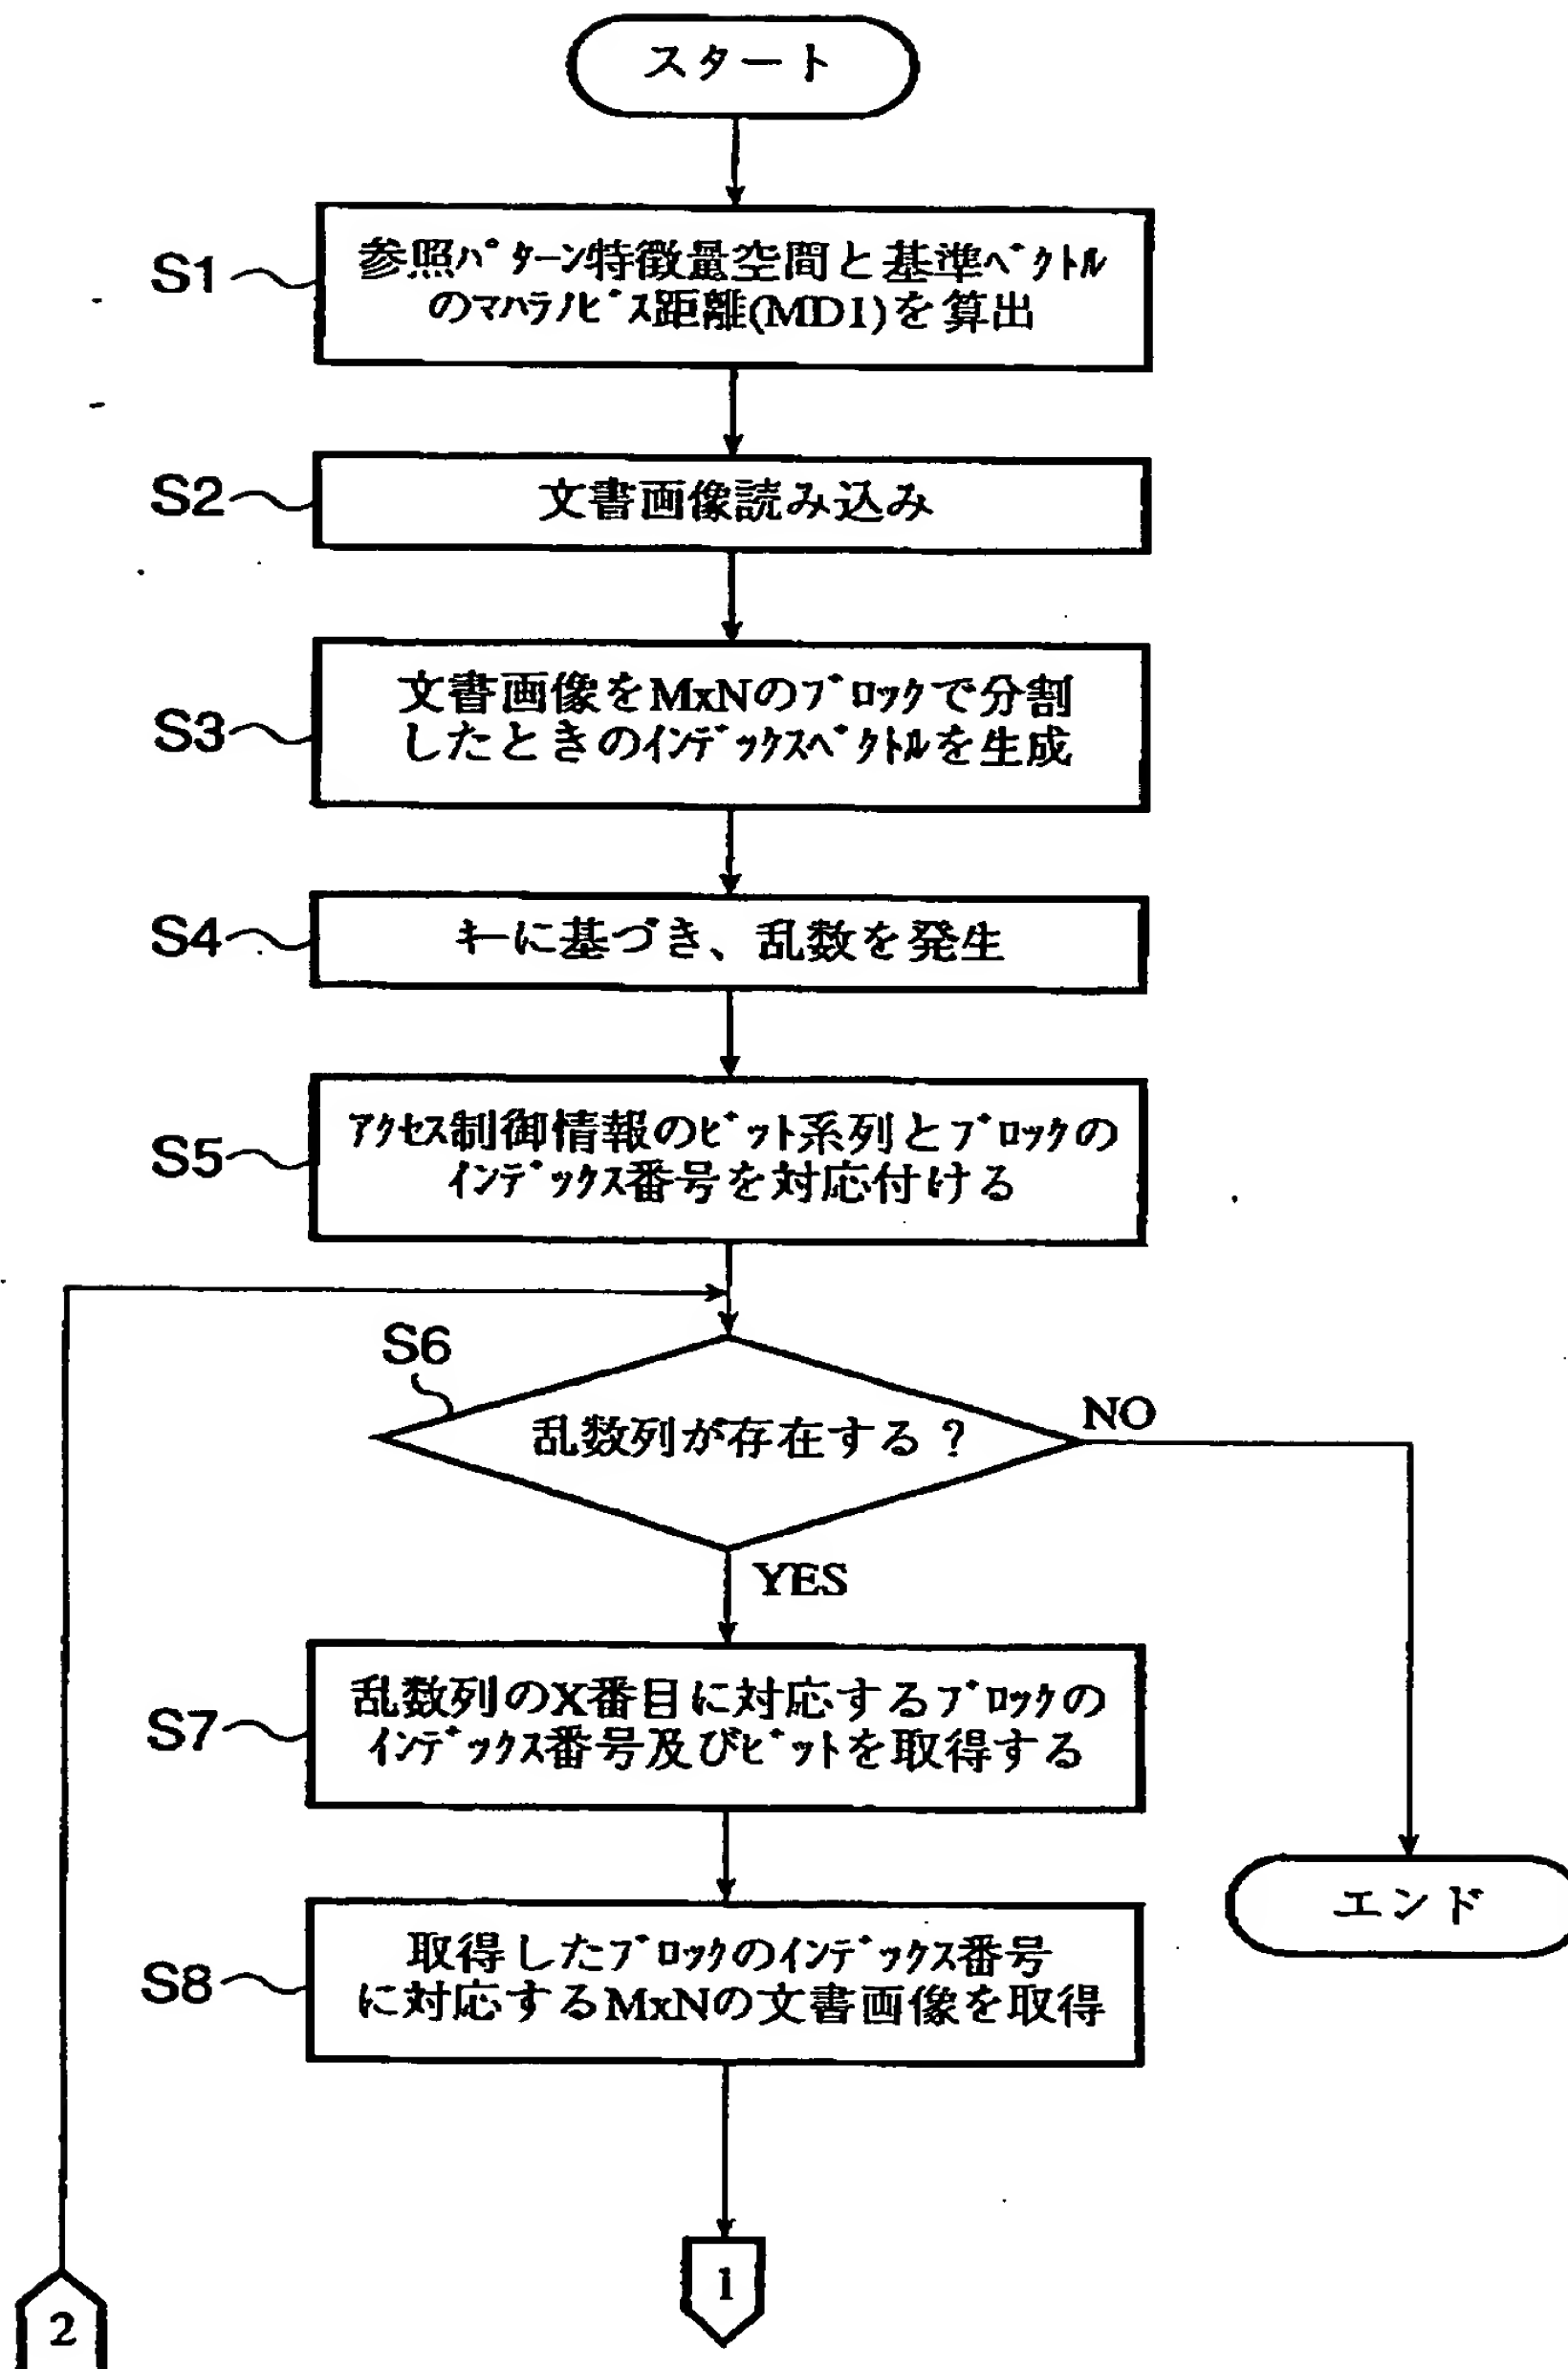 スタート
S1
参照ﾊﾟﾀｰﾝ特徴量空間と基準ﾍﾞｸﾄﾙ
のﾏﾊﾗﾉﾋﾞｽ距離(MD1)を算出
S2
文書画像読み込み
S3
文書画像をMxNのﾌﾞﾛｯｸで分割
したときのｲﾝﾃﾞｯｸｽﾍﾞｸﾄﾙを生成
S4
ｷｰに基づき、乱数を発生
S5
ｱｸｾｽ制御情報のﾋﾞｯﾄ系列とﾌﾞﾛｯｸの
ｲﾝﾃﾞｯｸｽ番号を対応付ける
S6
乱数列が存在する？
NO
YES
S7
乱数列のX番目に対応するﾌﾞﾛｯｸの
ｲﾝﾃﾞｯｸｽ番号及びﾋﾞｯﾄを取得する
エンド
S8
取得したﾌﾞﾛｯｸのｲﾝﾃﾞｯｸｽ番号
に対応するMxNの文書画像を取得
1
2